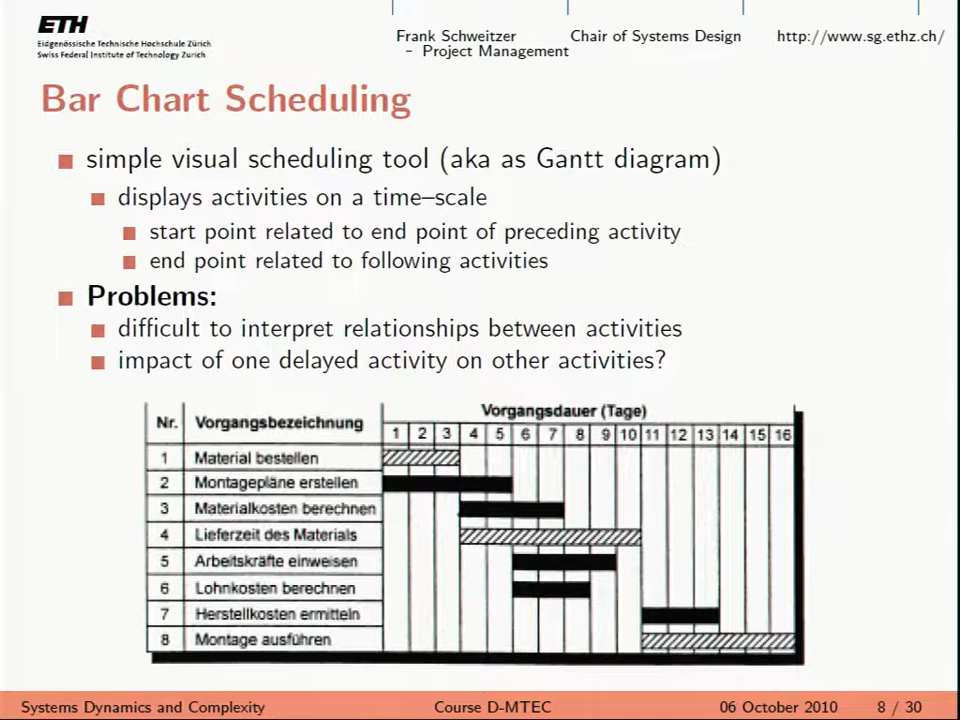 ETH
Eidgenössische Technische Hochschule Zürich
Swiss Federal Institute of Technology Zurich
Frank Schweitzer
– Project Management
Chair of Systems Design
http://www.sg.ethz.ch/
Bar Chart Scheduling
simple visual scheduling tool (aka as Gantt diagram)
displays activities on a time–scale
start point related to end point of preceding activity
end point related to following activities
Problems:
difficult to interpret relationships between activities
impact of one delayed activity on other activities?
Nr. Vorgangsbezeichnung Vorgangsdauer (Tage)
1 2 3 4 5 6 7 8 9 10 11 12 13 14 15 16
1 Material bestellen
2 Montagepläne erstellen
3 Materialkosten berechnen
4 Lieferzeit des Materials
5 Arbeitskräfte einweisen
6 Lohnkosten berechnen
7 Herstellkosten ermitteln
8 Montage ausführen
Systems Dynamics and Complexity Course D-MTEC 06 October 2010 8 / 30